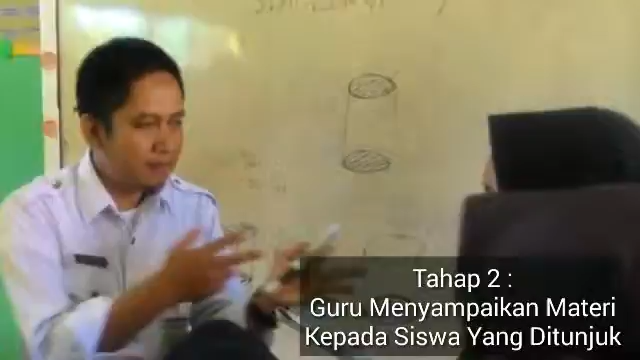 Tahap 2 :
Guru Menyampaikan Materi
Kepada Siswa Yang Ditunjuk